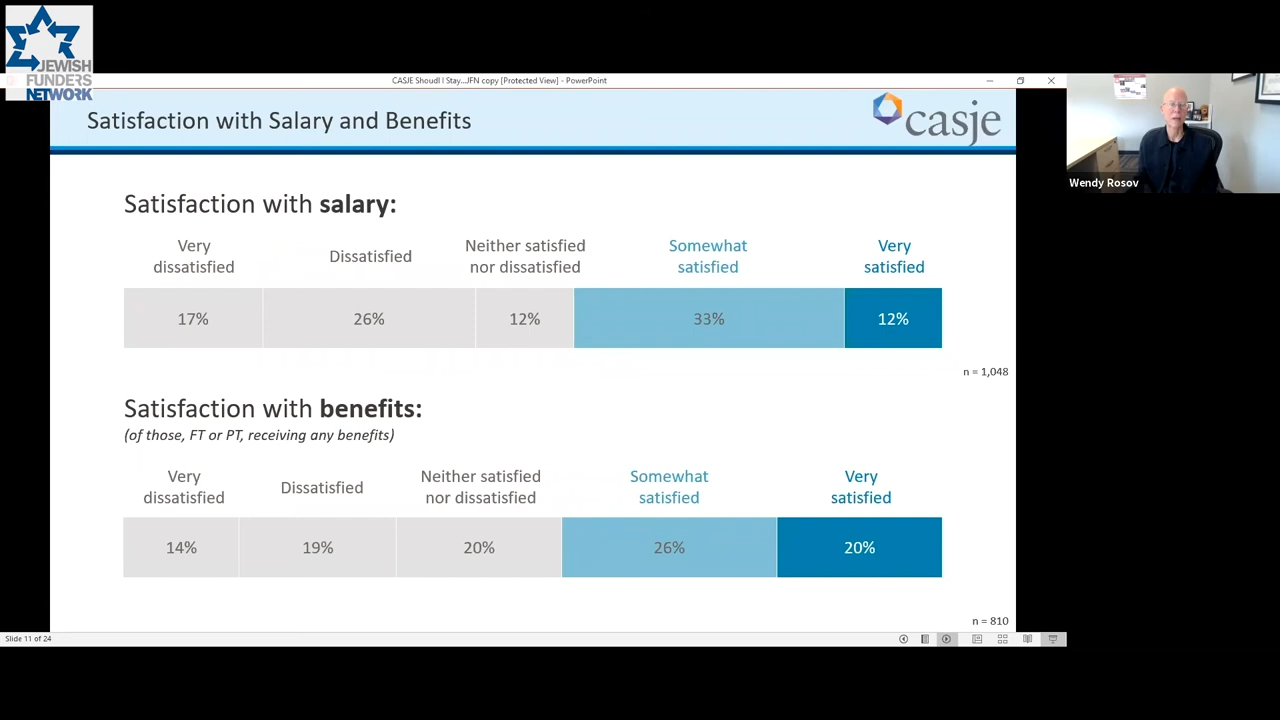 JEWISH
FUNDERS
NETWORK
CASJE Shoudl I Stay...JFN copy [Protected View] - PowerPoint
Satisfaction with Salary and Benefits
casje
Wendy Rosov
Satisfaction with salary:
Very
dissatisfied
Dissatisfied
Neither satisfied
nor dissatisfied
Somewhat
satisfied
Very
satisfied
17%
26%
12%
33%
12%
n = 1,048
Satisfaction with benefits:
(of those, FT or PT, receiving any benefits)
Very
dissatisfied
Dissatisfied
Neither satisfied
nor dissatisfied
Somewhat
satisfied
Very
satisfied
14%
19%
20%
26%
20%
n = 810
Slide 11 of 24